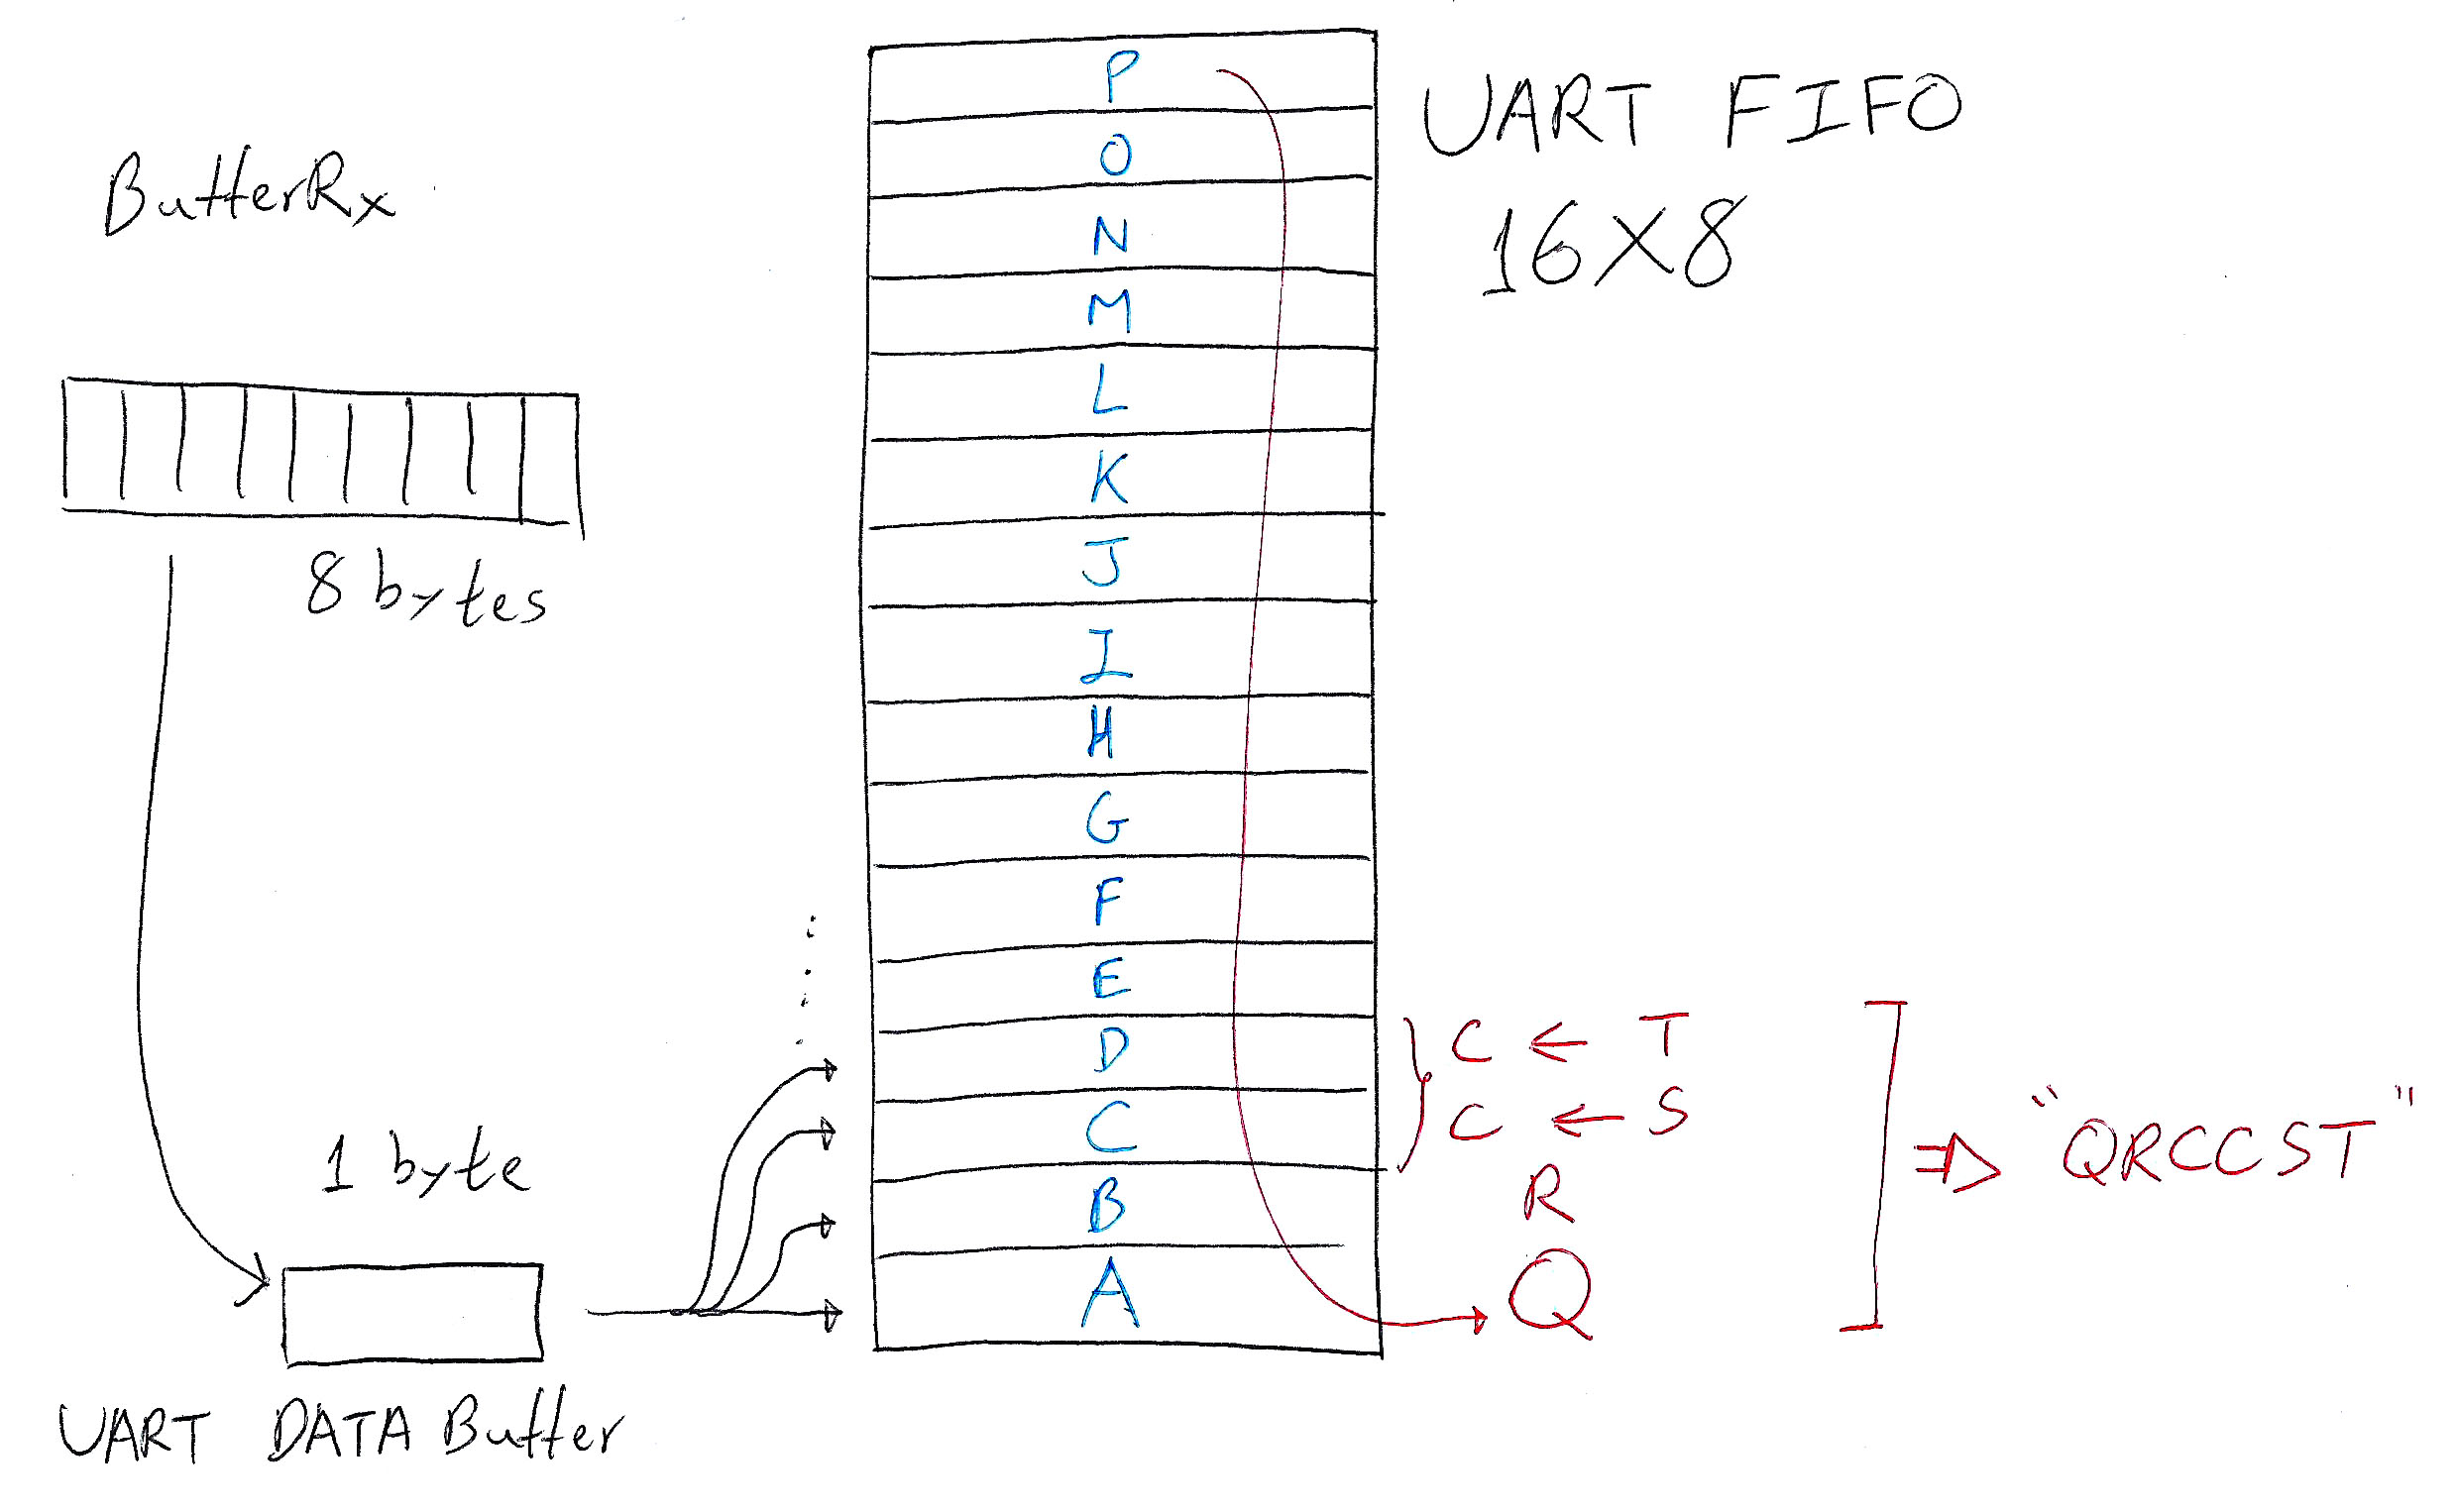 BufferRx
8 bytes
1 byte
UART DATA Buffer
P
O
N
M
L
K
J
I
H
G
F
E
D
C
B
A
UART FIFO
16X8
C ← T
C ← S
R
Q
⇒ "QRCCST"